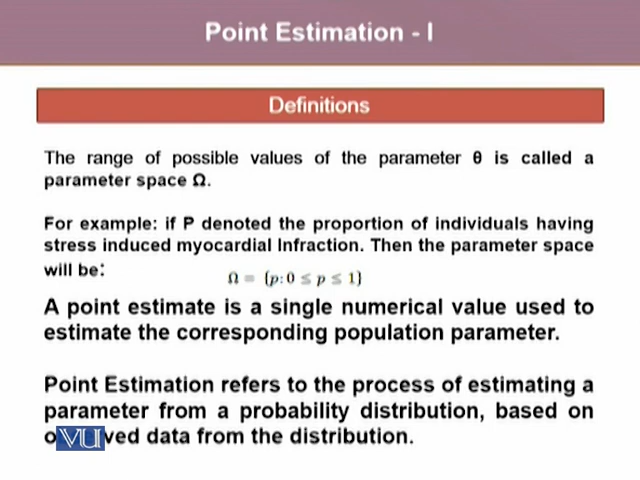 Point Estimation - I
Definitions
The range of possible values of the parameter θ is called a
parameter space Ω.
For example: if P denoted the proportion of individuals having
stress induced myocardial Infraction. Then the parameter space
will be:
Ω = {p: 0 ≤ p ≤ 1}
A point estimate is a single numerical value used to
estimate the corresponding population parameter.
Point Estimation refers to the process of estimating a
parameter from a probability distribution, based on
VU data from the distribution.